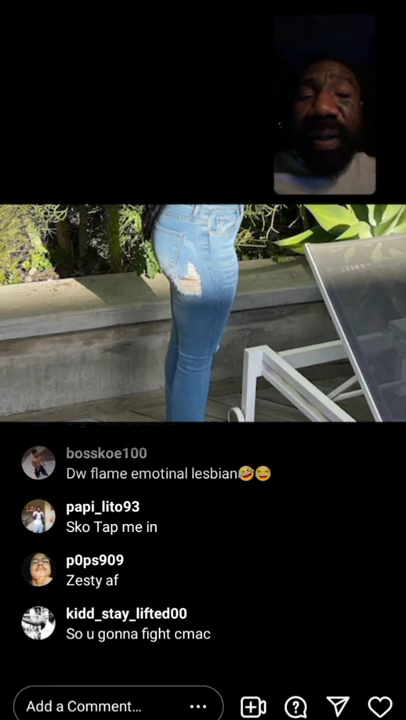 bosskoe100
Dw flame emotinal lesbian🤣😂
papi_lito93
Sko Tap me in
p0ps909
Zesty af
kidd_stay_lifted00
So u gonna fight cmac
Add a Comment...